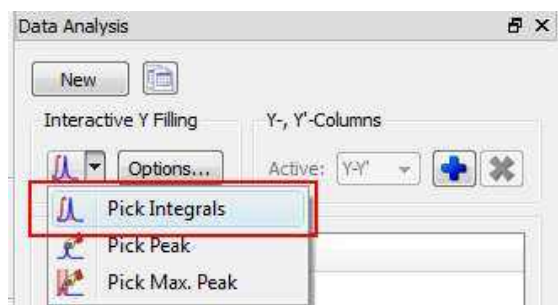 Data Analysis
New
Interactive Y Filling
Y-, Y'-Columns
Options...
Active: Y-Y'
Pick Integrals
Pick Peak
Pick Max. Peak